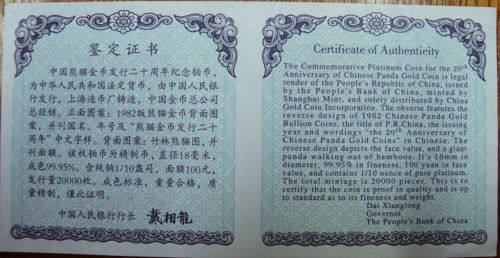 鉴定证书
中国熊猫金币发行二十周年纪念铂币,
为中华人民共和国法定货币,由中国人民银
行发行,上海造币厂铸造,中国金币总公司
总经销。正面图案:1982版熊猫金币背面图
案,并刊国名、年号及“熊猫金币发行二十
周年”中文字样。背面图案:竹林熊猫图,并
刊面额。该枚铂币为精制币,直径18毫米,
成色99.95%,含纯铂1/10盎司,面额100元,
发行量20000枚。成色标准,重量合格,质
量精制,谨此证明。
中国人民银行行长 戴相龙
Certificate of Authenticity
The Commemorative Platinum Coin for the 20th
Anniversary of Chinese Panda Gold Coin is legal
tender of the People's Republic of China, issued
by the People's Bank of China, minted by
Shanghai Mint, and solely distributed by China
Gold Coin Incorporation. The obverse features the
reverse design of 1982 Chinese Panda Gold
Bullion Coins, the title of P.R.China, the issuing
year and wordings "the 20th Anniversary of
Chinese Panda Gold Coins" in Chinese. The
reverse design depicts the face value, and a giant
panda walking out of bamboos. It's 18mm in
diameter, 99.95% in fineness, 100 yuan in face
value, and contains 1/10 ounce of pure platinum.
The total mintage is 20000 pieces. This is to
certify that the coin is proof in quality and is up
to standard as to its fineness and weight.
Dai Xianglong
Governor
The People's Bank of China